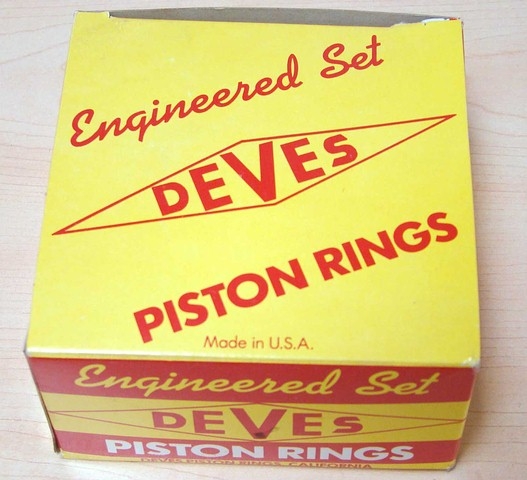 Engineered Set
DEVES
PISTON RINGS
Made in U.S.A.
Engineered Set
DEVES
PISTON RINGS
DEVES PISTON RINGS, CALIFORNIA